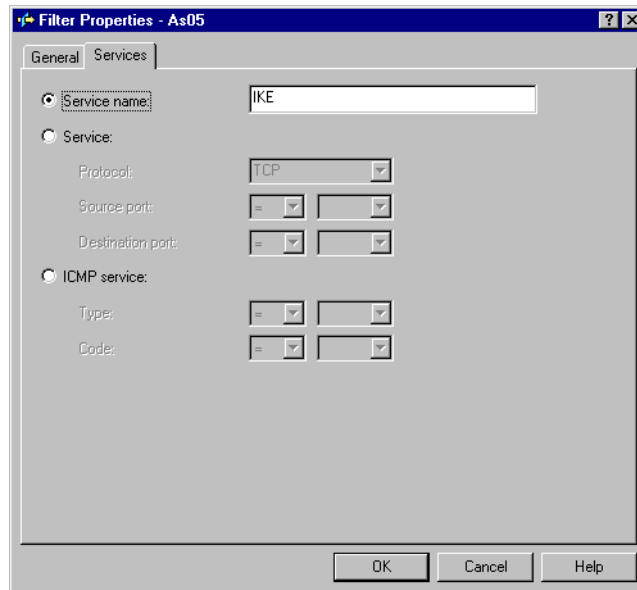 Filter Properties - As05
General Services
Service name: IKE
Service:
Protocol: TCP
Source port: =
Destination port: =
ICMP service:
Type: =
Code: =
OK Cancel Help